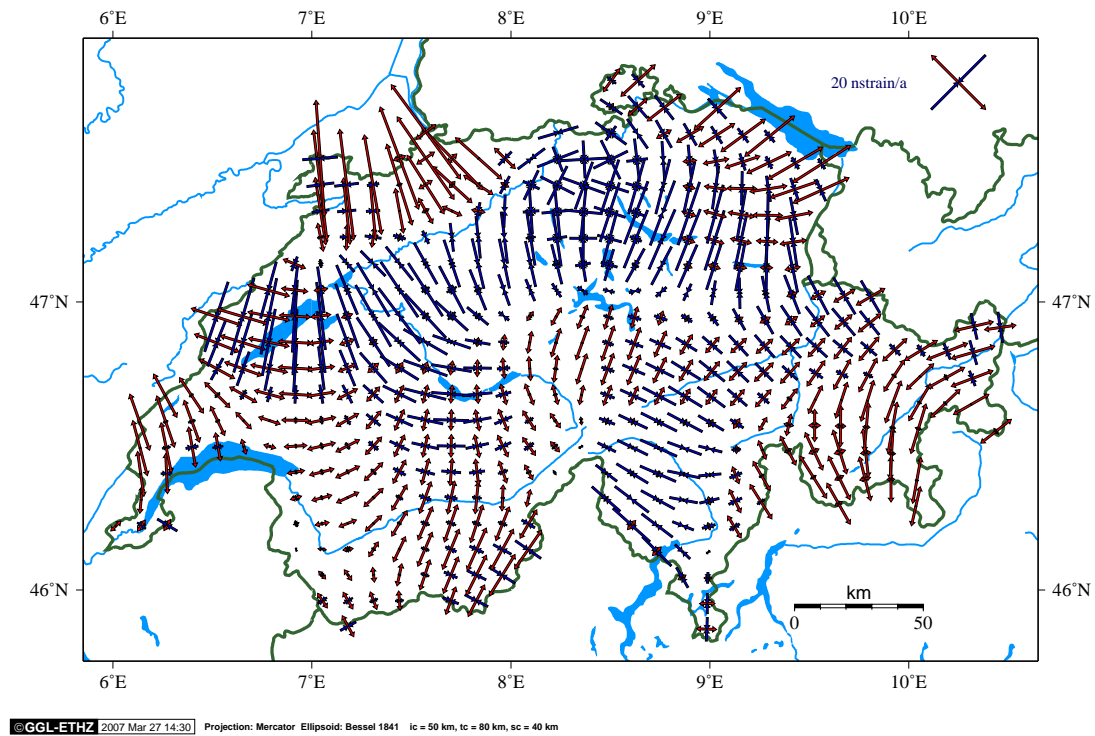 6˚E 7˚E 8˚E 9˚E 10˚E
20 nstrain/a
47˚N 47˚N
46˚N 46˚N
km
0 50
6˚E 7˚E 8˚E 9˚E 10˚E
©GGL-ETHZ 2007 Mar 27 14:30 Projection: Mercator Ellipsoid: Bessel 1841 ic = 50 km, tc = 80 km, sc = 40 km